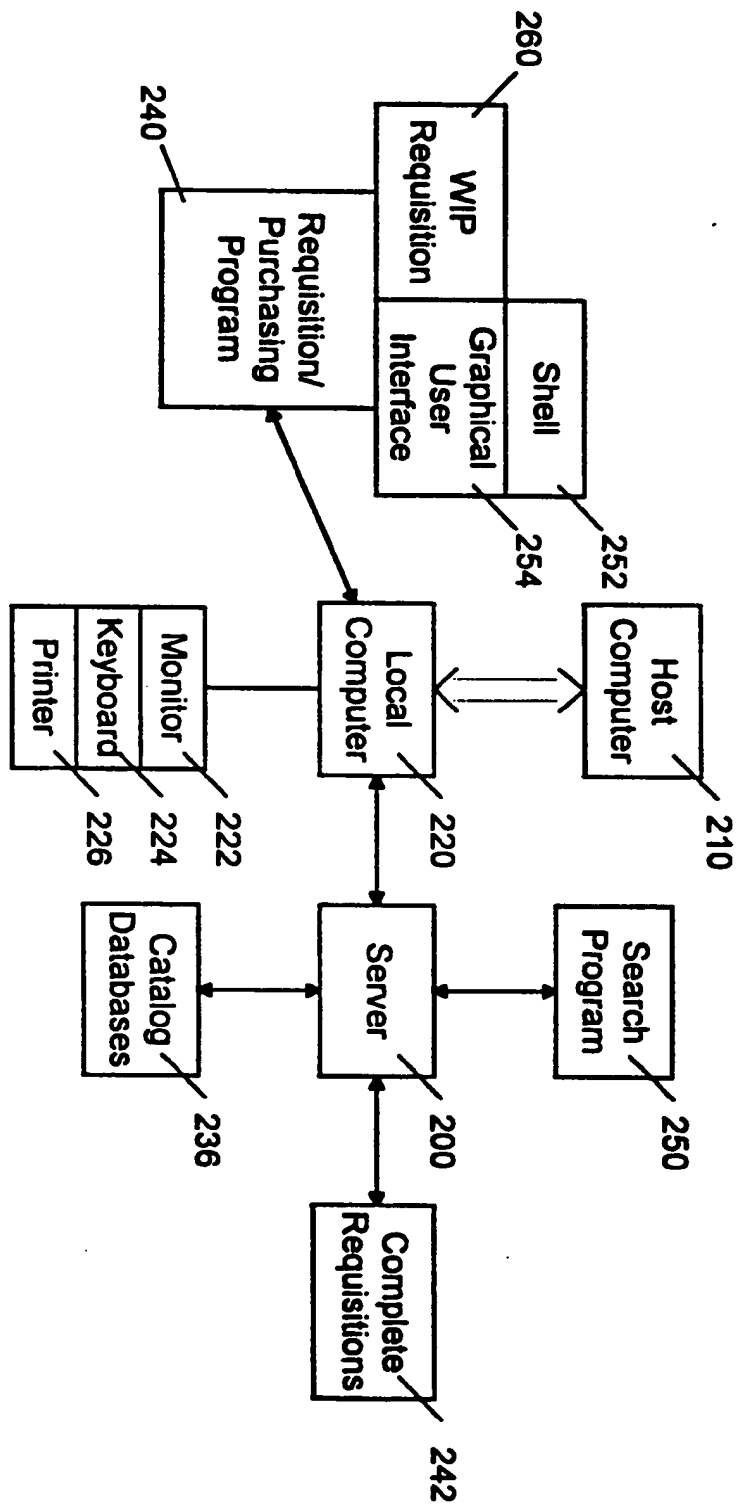 260
WIP
Requisition
Shell
252
Graphical
User
Interface
254
240
Requisition/
Purchasing
Program
Host
Computer
210
Local
Computer
220
Monitor
222
Keyboard
224
Printer
226
Search
Program
250
Server
200
Catalog
Databases
236
Complete
Requisitions
242